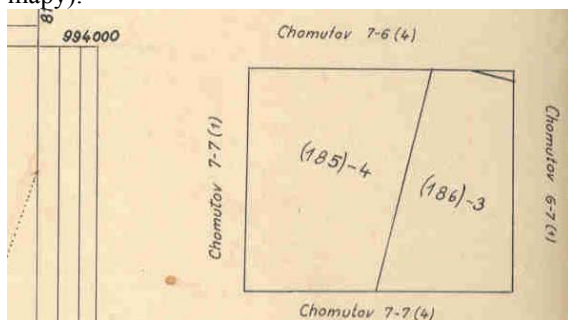 mapy).
81
994000
Chomutov 7-6 (4)
Chomutov 7-7 (1)
(185)-4
(186)-3
Chomutov 6-7 (1)
Chomutov 7-7 (4)